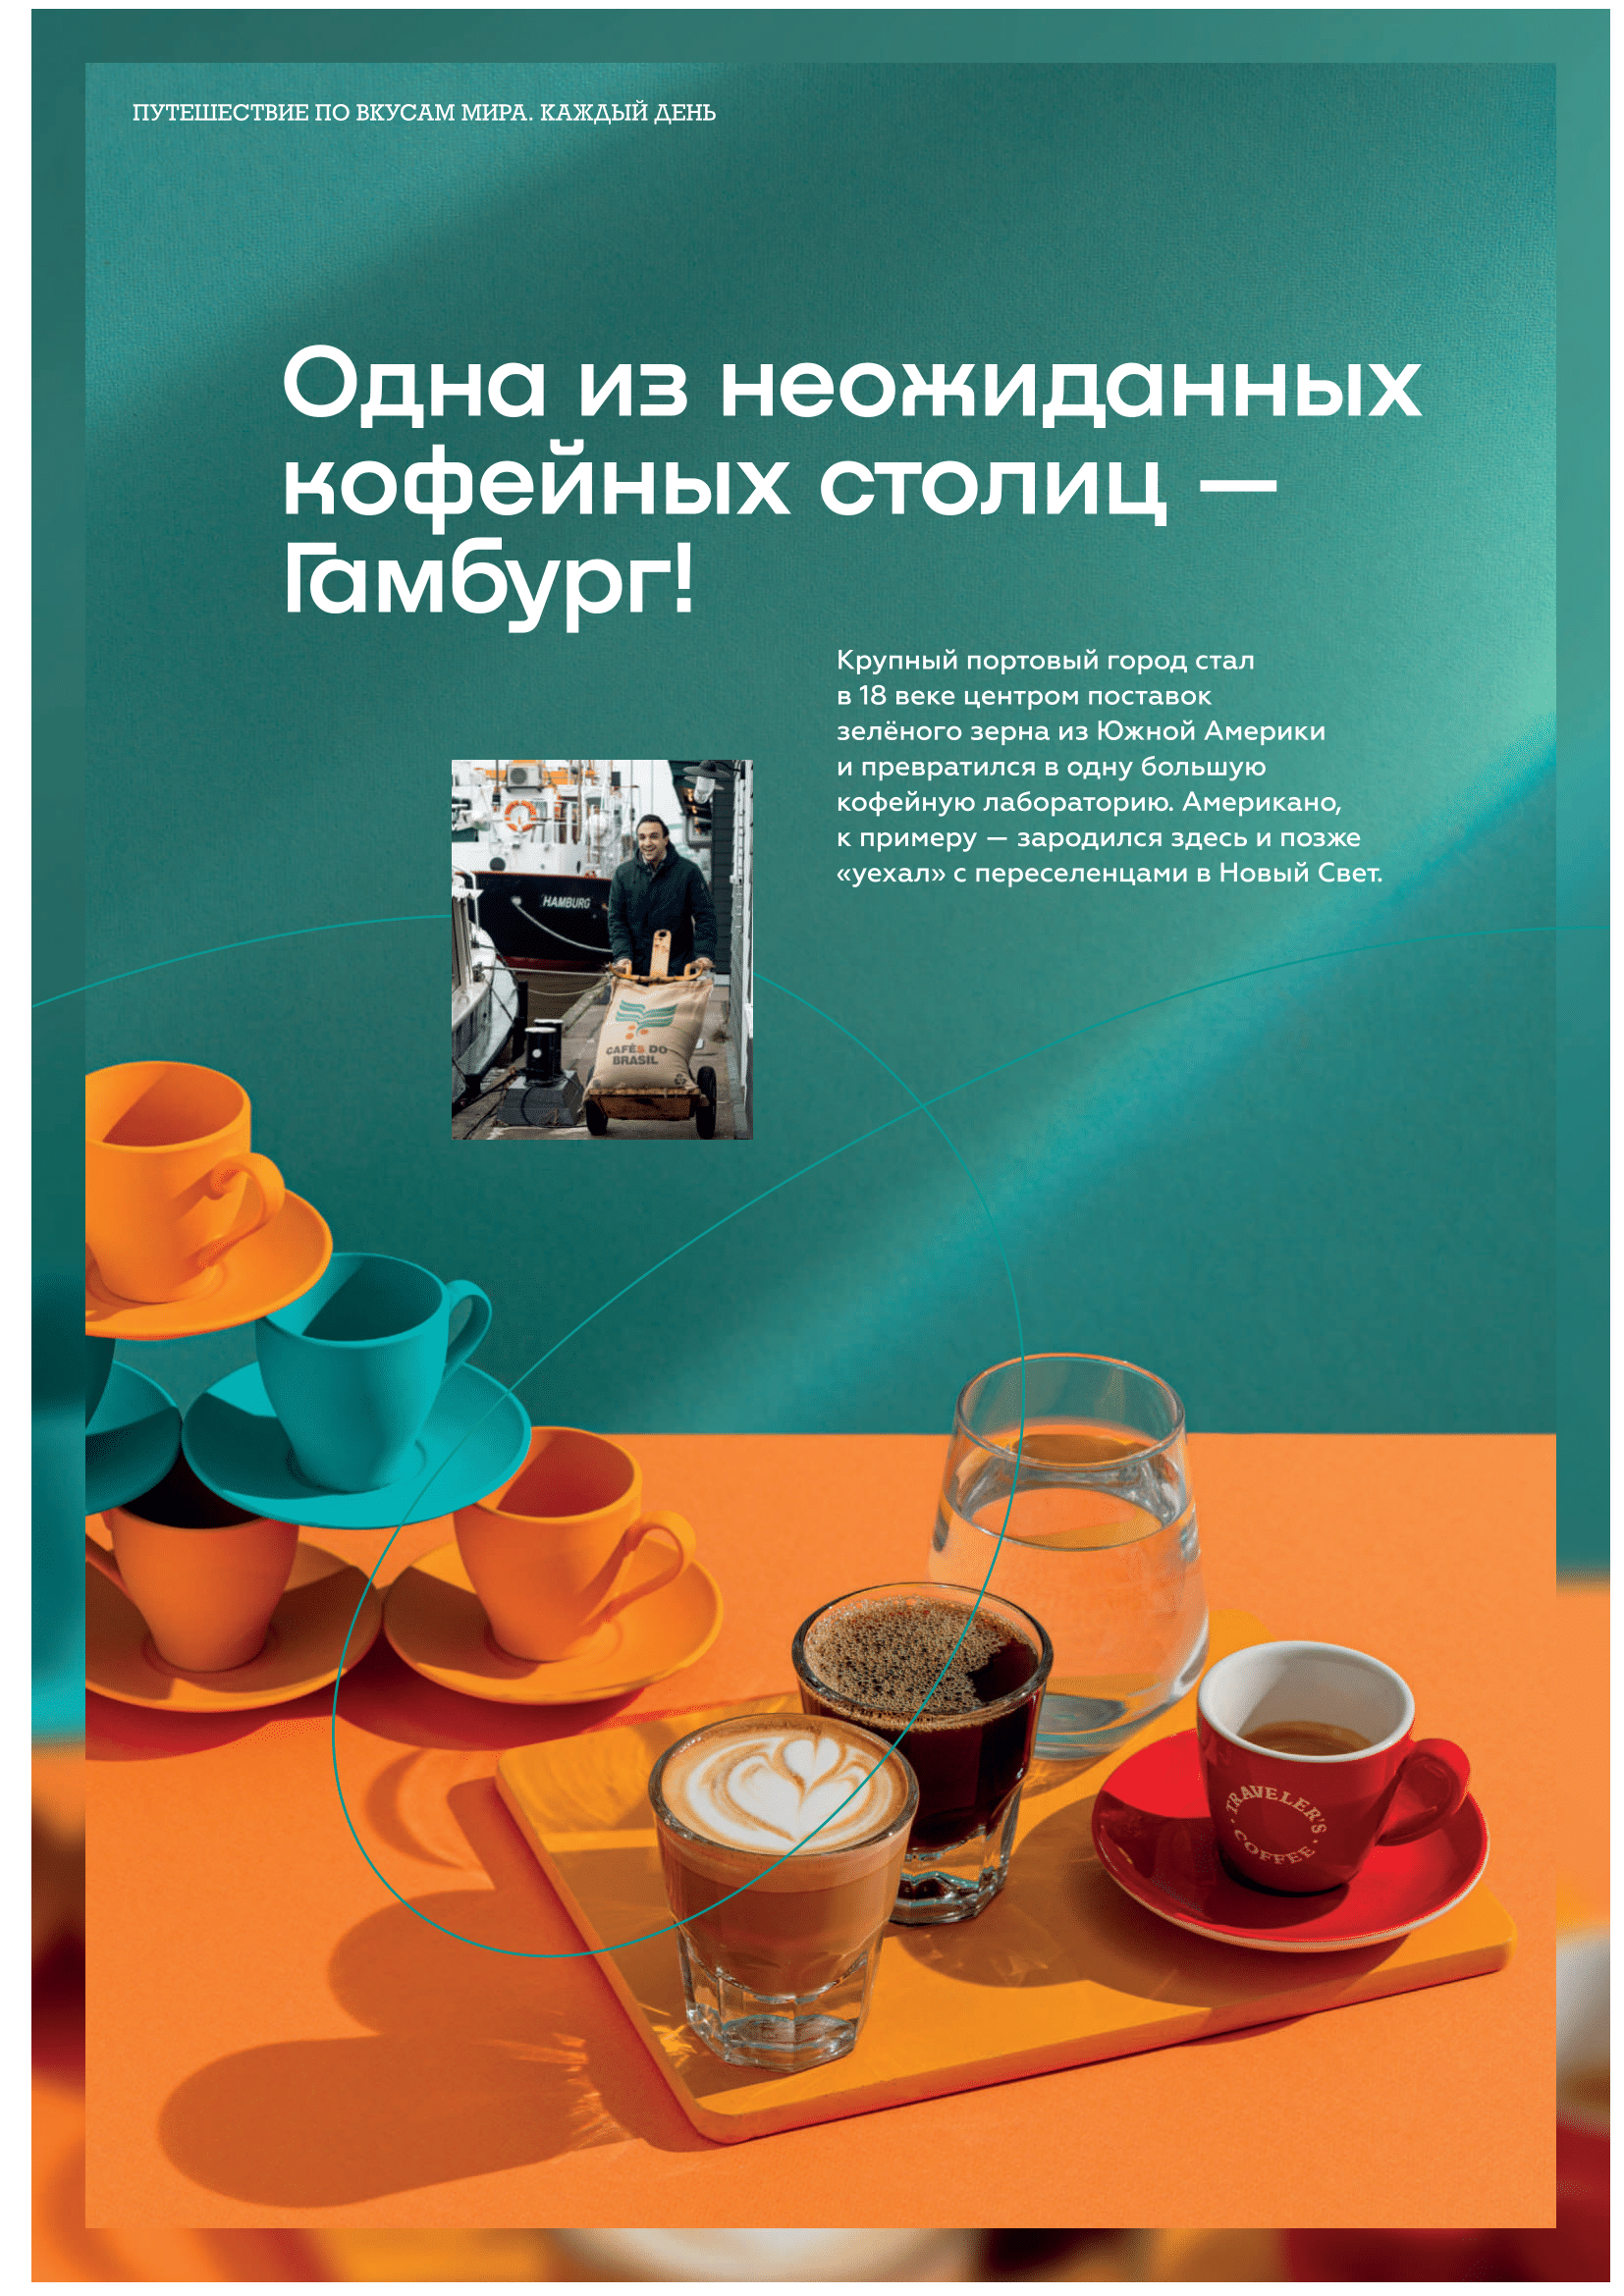 ПУТЕШЕСТВИЕ ПО ВКУСАМ МИРА. КАЖДЫЙ ДЕНЬ
Одна из неожиданных
кофейных столиц —
Гамбург!
Крупный портовый город стал
в 18 веке центром поставок
зелёного зерна из Южной Америки
и превратился в одну большую
кофейную лабораторию. Американо,
к примеру — зародился здесь и позже
«уехал» с переселенцами в Новый Свет.
HAMBURG
CAFÉS DO
BRASIL
TRAVELER'S
COFFEE